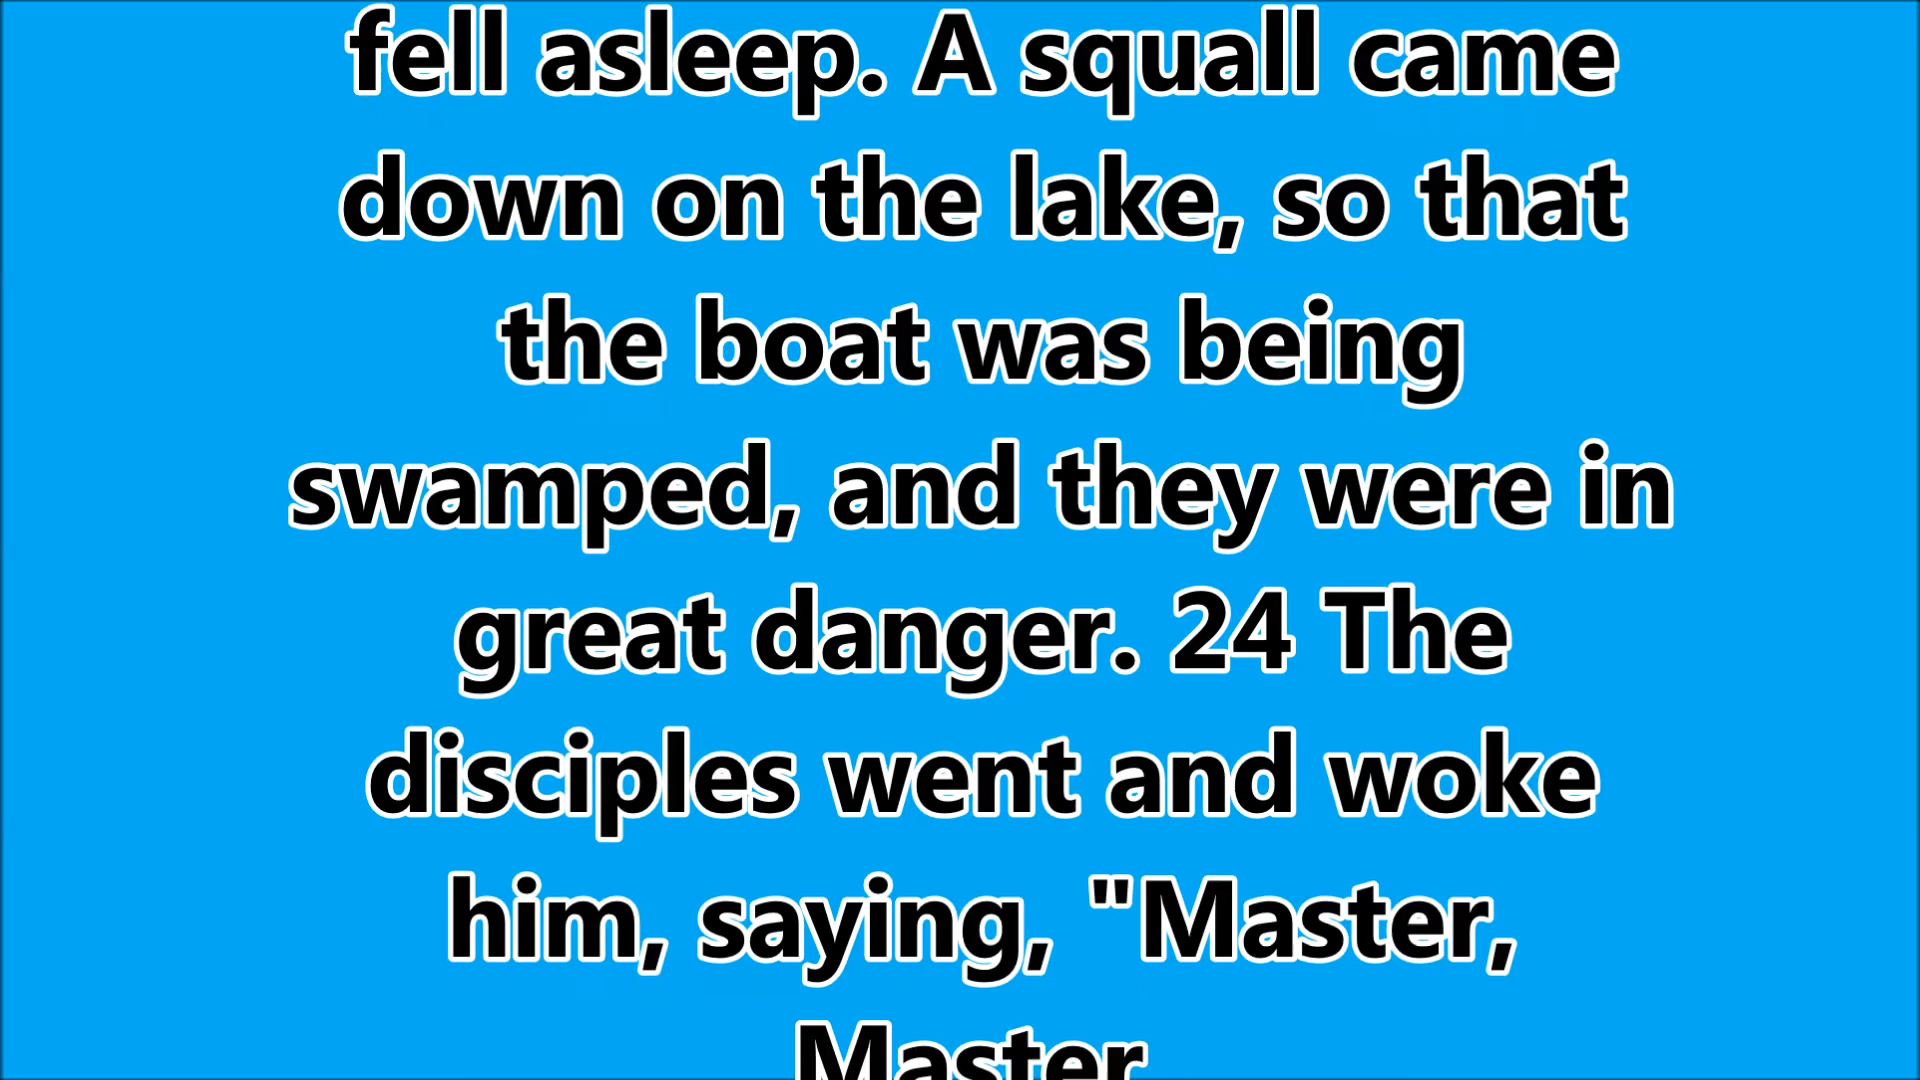 fell asleep. A squall came
down on the lake, so that
the boat was being
swamped, and they were in
great danger. 24 The
disciples went and woke
him, saying, "Master,
Master